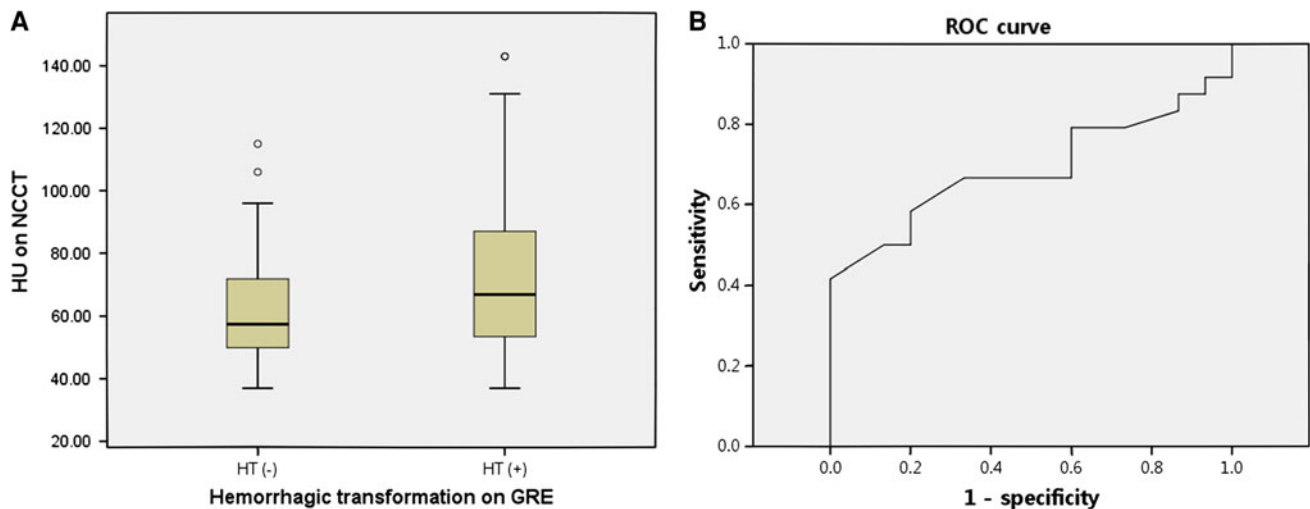 A
HU on NCCT
140.00
120.00
100.00
80.00
60.00
40.00
20.00
HT (-)
HT (+)
Hemorrhagic transformation on GRE
B
ROC curve
Sensitivity
1.0
0.8
0.6
0.4
0.2
0.0
0.0
0.2
0.4
0.6
0.8
1.0
1 - specificity